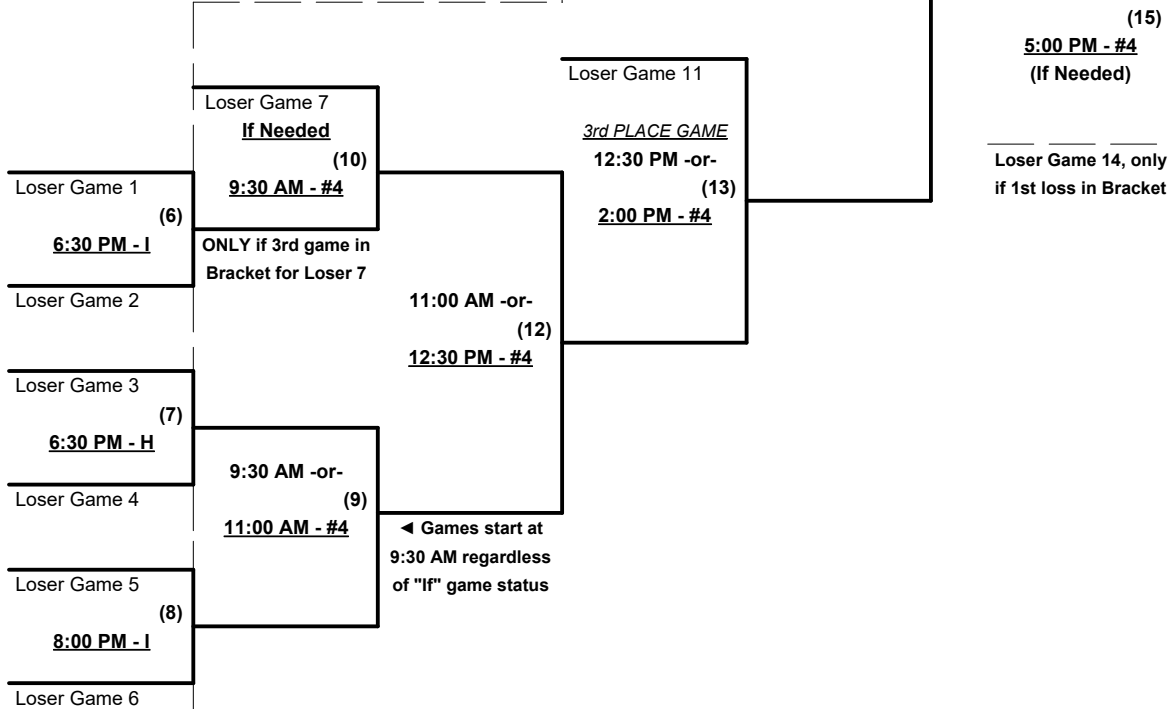 (15)
5:00 PM - #4
(If Needed)
Loser Game 14, only
if 1st loss in Bracket
Loser Game 11
3rd PLACE GAME
12:30 PM -or-
(13)
2:00 PM - #4
Loser Game 7
If Needed
(10)
9:30 AM - #4
ONLY if 3rd game in
Bracket for Loser 7
Loser Game 1
(6)
6:30 PM - I
Loser Game 2
11:00 AM -or-
(12)
12:30 PM - #4
Loser Game 3
(7)
6:30 PM - H
Loser Game 4
9:30 AM -or-
(9)
11:00 AM - #4
◄ Games start at
9:30 AM regardless
of "If" game status
Loser Game 5
(8)
8:00 PM - I
Loser Game 6